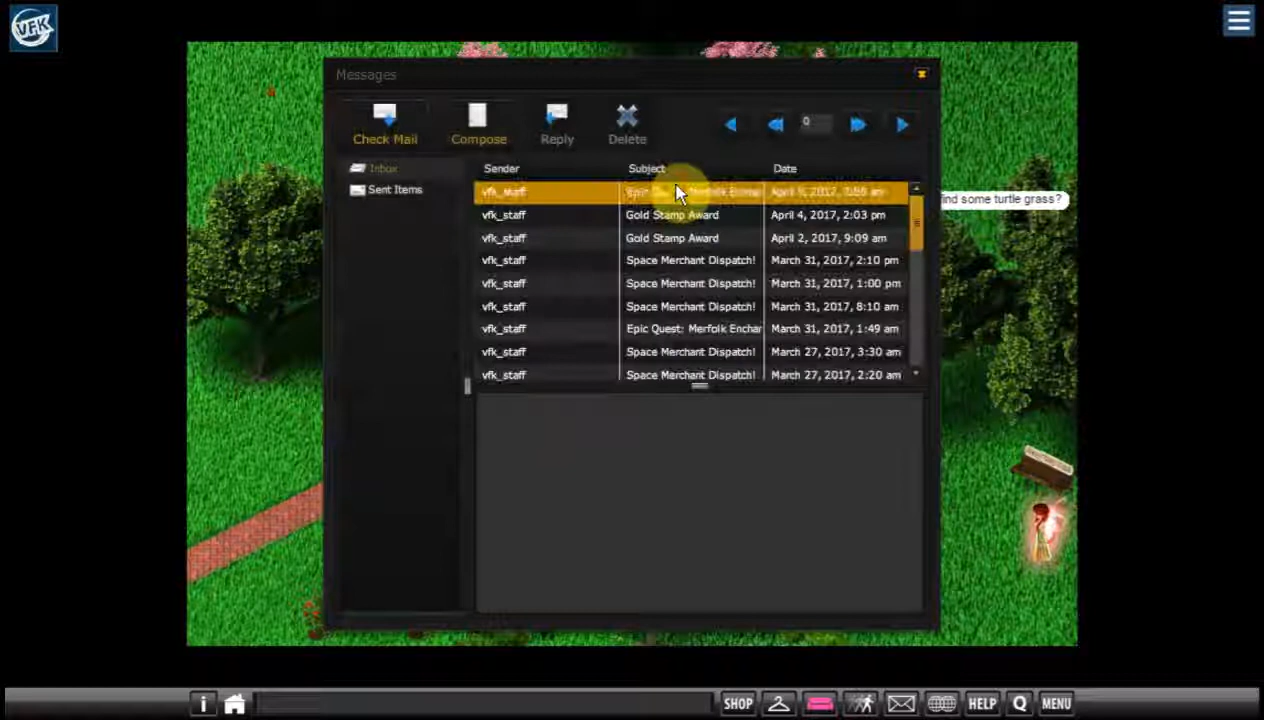 VFK
Messages
Check Mail
Compose
Reply
Delete
Q
Inbox
Sent Items
Sender Subject Date
vfk_staff
vfk_staff Gold Stamp Award April 4, 2017, 2:03 pm
vfk_staff Gold Stamp Award April 2, 2017, 9:09 am
vfk_staff Space Merchant Dispatch! March 31, 2017, 2:10 pm
vfk_staff Space Merchant Dispatch! March 31, 2017, 1:00 pm
vfk_staff Space Merchant Dispatch! March 31, 2017, 8:10 am
vfk_staff Epic Quest: Merfolk Enchar March 31, 2017, 1:49 am
vfk_staff Space Merchant Dispatch! March 27, 2017, 3:30 am
vfk_staff Space Merchant Dispatch! March 27, 2017, 2:20 am
ind some turtle grass?
i
SHOP
HELP
Q
MENU